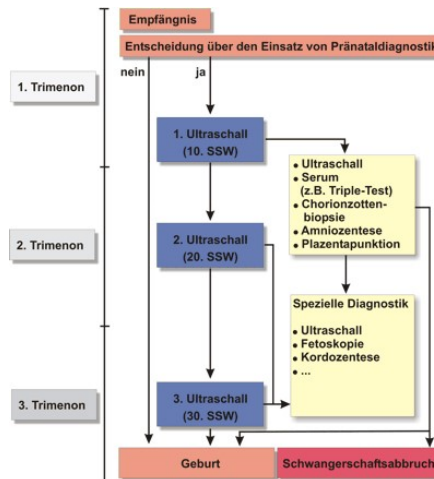 Empfängnis
Entscheidung über den Einsatz von Pränataldiagnostik
nein
ja
1. Trimenon
1. Ultraschall
(10. SSW)
• Ultraschall
• Serum
(z.B. Triple-Test)
• Chorionzotten-
biopsie
• Amniozentese
• Plazentapunktion
2. Trimenon
2. Ultraschall
(20. SSW)
Spezielle Diagnostik
• Ultraschall
• Fetoskopie
• Kordozentese
• ...
3. Trimenon
3. Ultraschall
(30. SSW)
Geburt
Schwangerschaftsabbruch